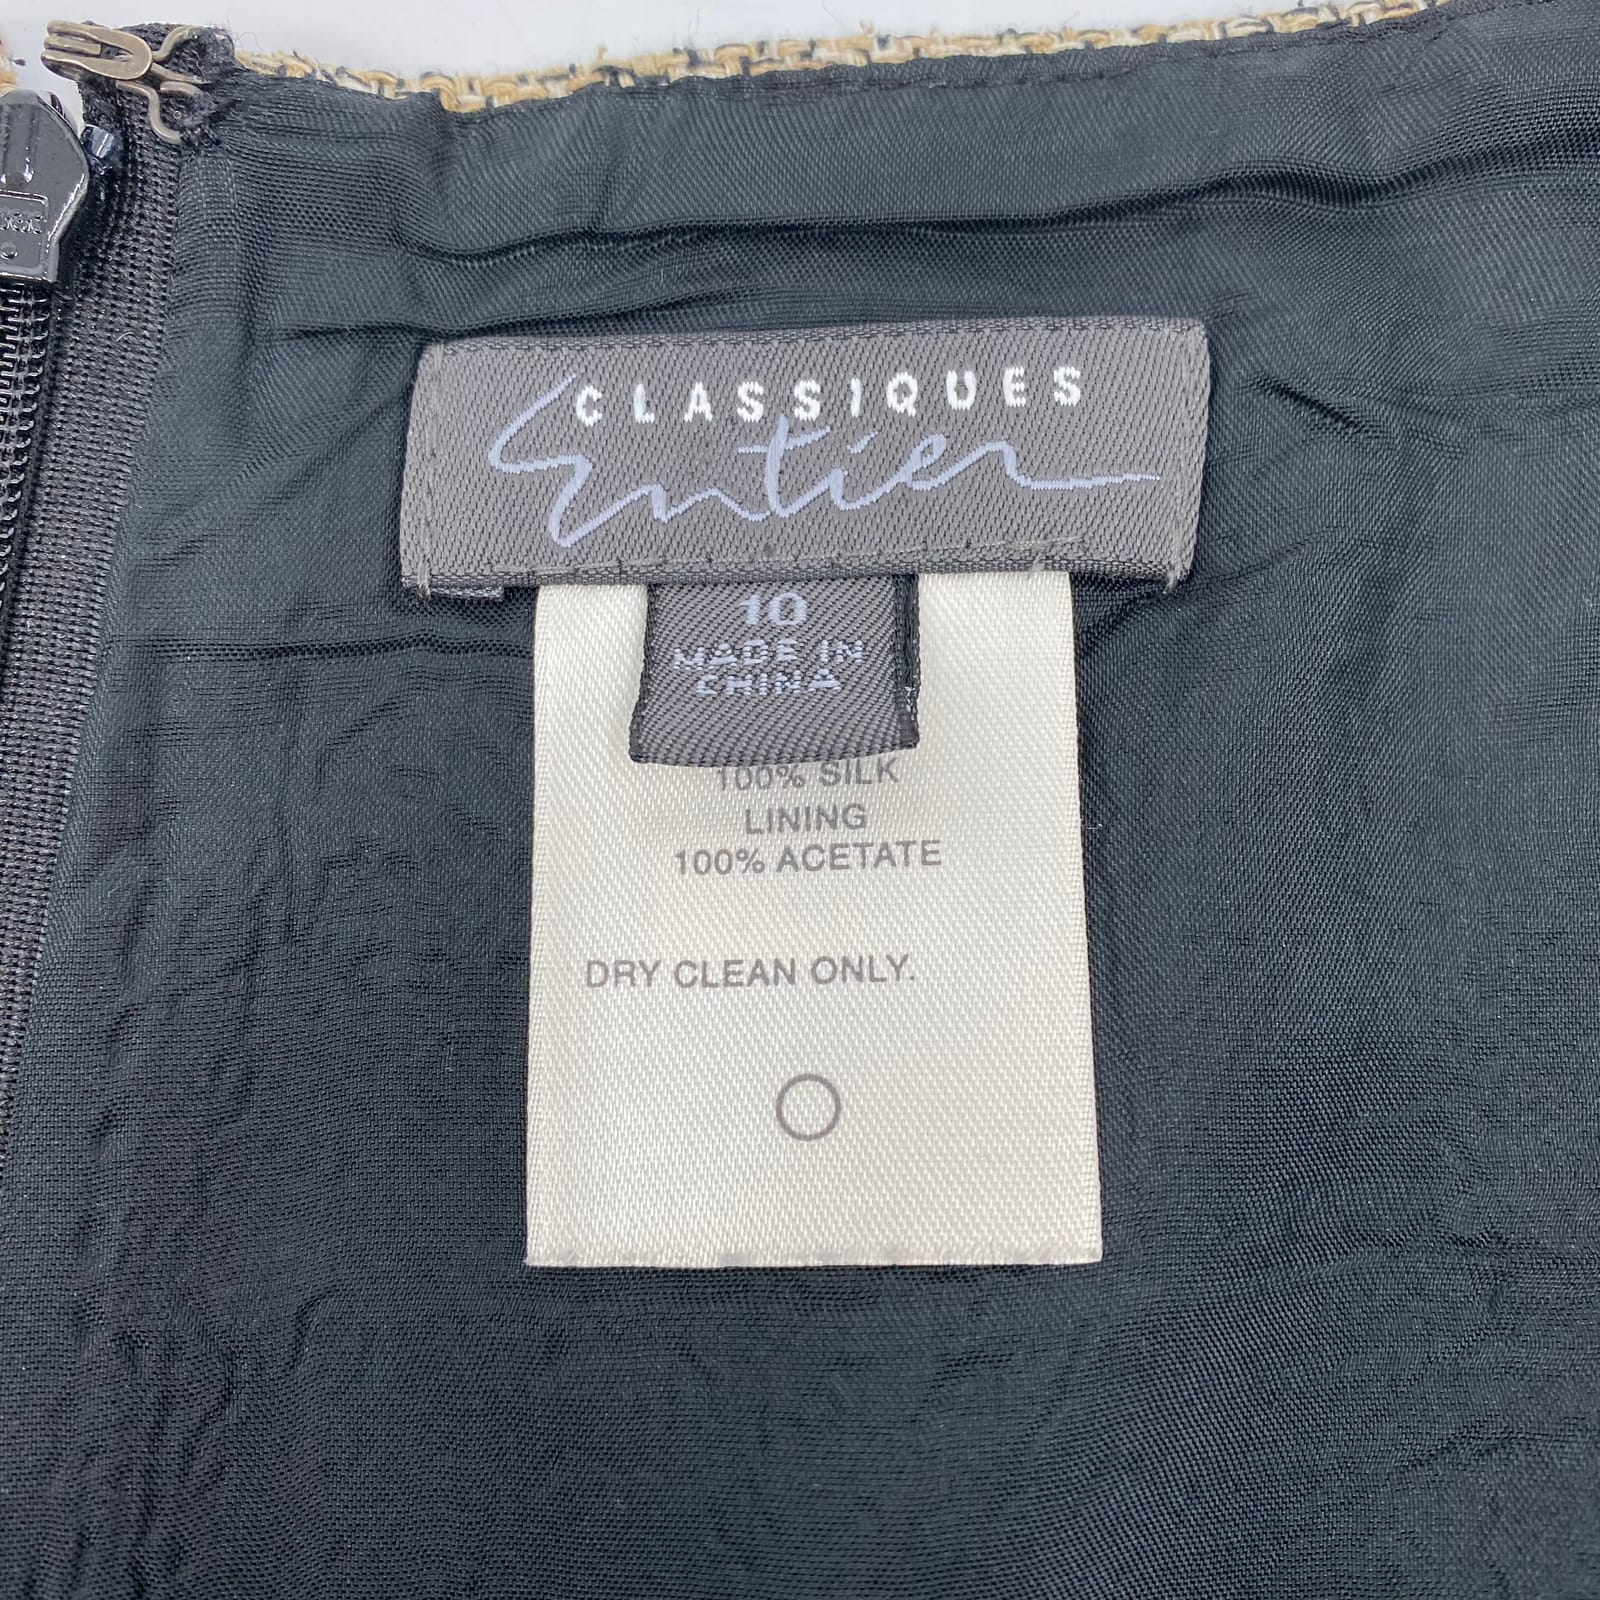 CLASSIQUES
Entier
10
MADE IN
CHINA
100% SILK
LINING
100% ACETATE
DRY CLEAN ONLY.